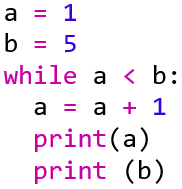 a = 1
b = 5
while a < b:
  a = a + 1
  print(a)
  print (b)